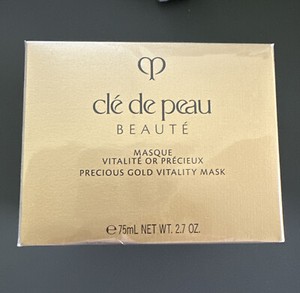 clé de peau
BEAUTÉ
MASQUE
VITALITÉ OR PRÉCIEUX
PRECIOUS GOLD VITALITY MASK
℮ 75mL NET WT. 2.7 OZ.